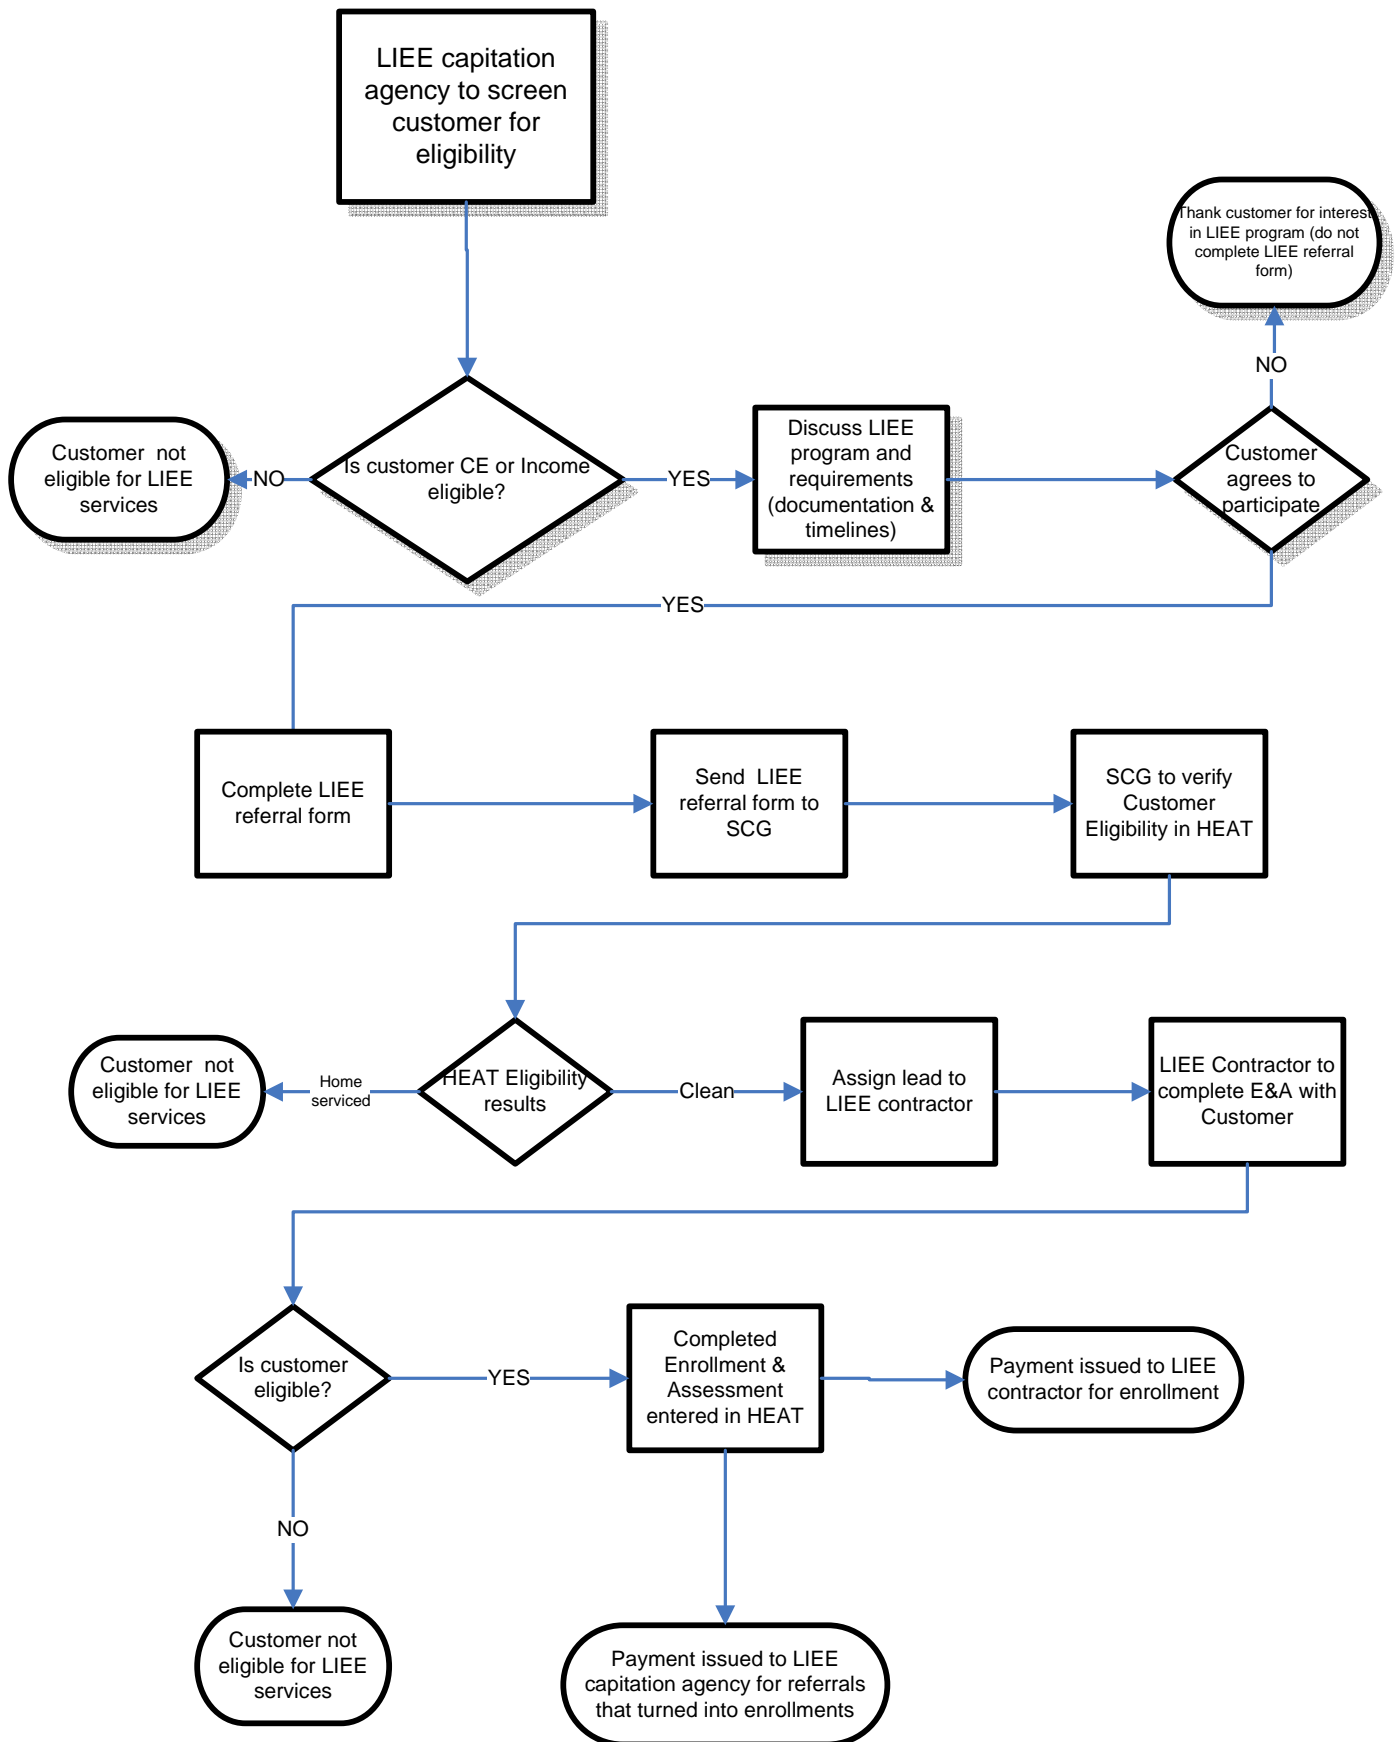 LIEE capitation
agency to screen
customer for
eligibility
Thank customer for interest
in LIEE program (do not
complete LIEE referral
form)
NO
Customer not
eligible for LIEE
services
NO
Is customer CE or Income
eligible?
YES
Discuss LIEE
program and
requirements
(documentation &
timelines)
Customer
agrees to
participate
YES
Complete LIEE
referral form
Send LIEE
referral form to
SCG
SCG to verify
Customer
Eligibility in HEAT
Customer not
eligible for LIEE
services
Home
serviced
HEAT Eligibility
results
Clean
Assign lead to
LIEE contractor
LIEE Contractor to
complete E&A with
Customer
Is customer
eligible?
YES
Completed
Enrollment &
Assessment
entered in HEAT
Payment issued to LIEE
contractor for enrollment
NO
Customer not
eligible for LIEE
services
Payment issued to LIEE
capitation agency for referrals
that turned into enrollments